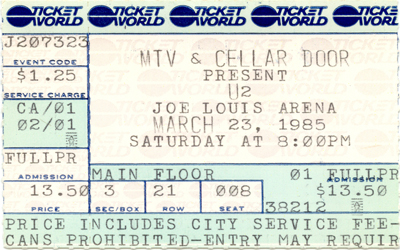 TICKET WORLD TICKET WORLD TICKET WORLD TICKET WORLD
J207323
EVENT CODE
$1.25
SERVICE CHARGE
CA/01
02/01
FULLPR
ADMISSION
13.50
PRICE
MTV & CELLAR DOOR
PRESENT
U2
JOE LOUIS ARENA
MARCH 23, 1985
SATURDAY AT 8:00PM
MAIN FLOOR 01 FULLPR
ADMISSION
3 21 008 $13.50
SEC/BOX ROW SEAT
38212
PRICE INCLUDES CITY SERVICE FEE-
CANS PROHIBITED-ENTRY MAY REQUIR